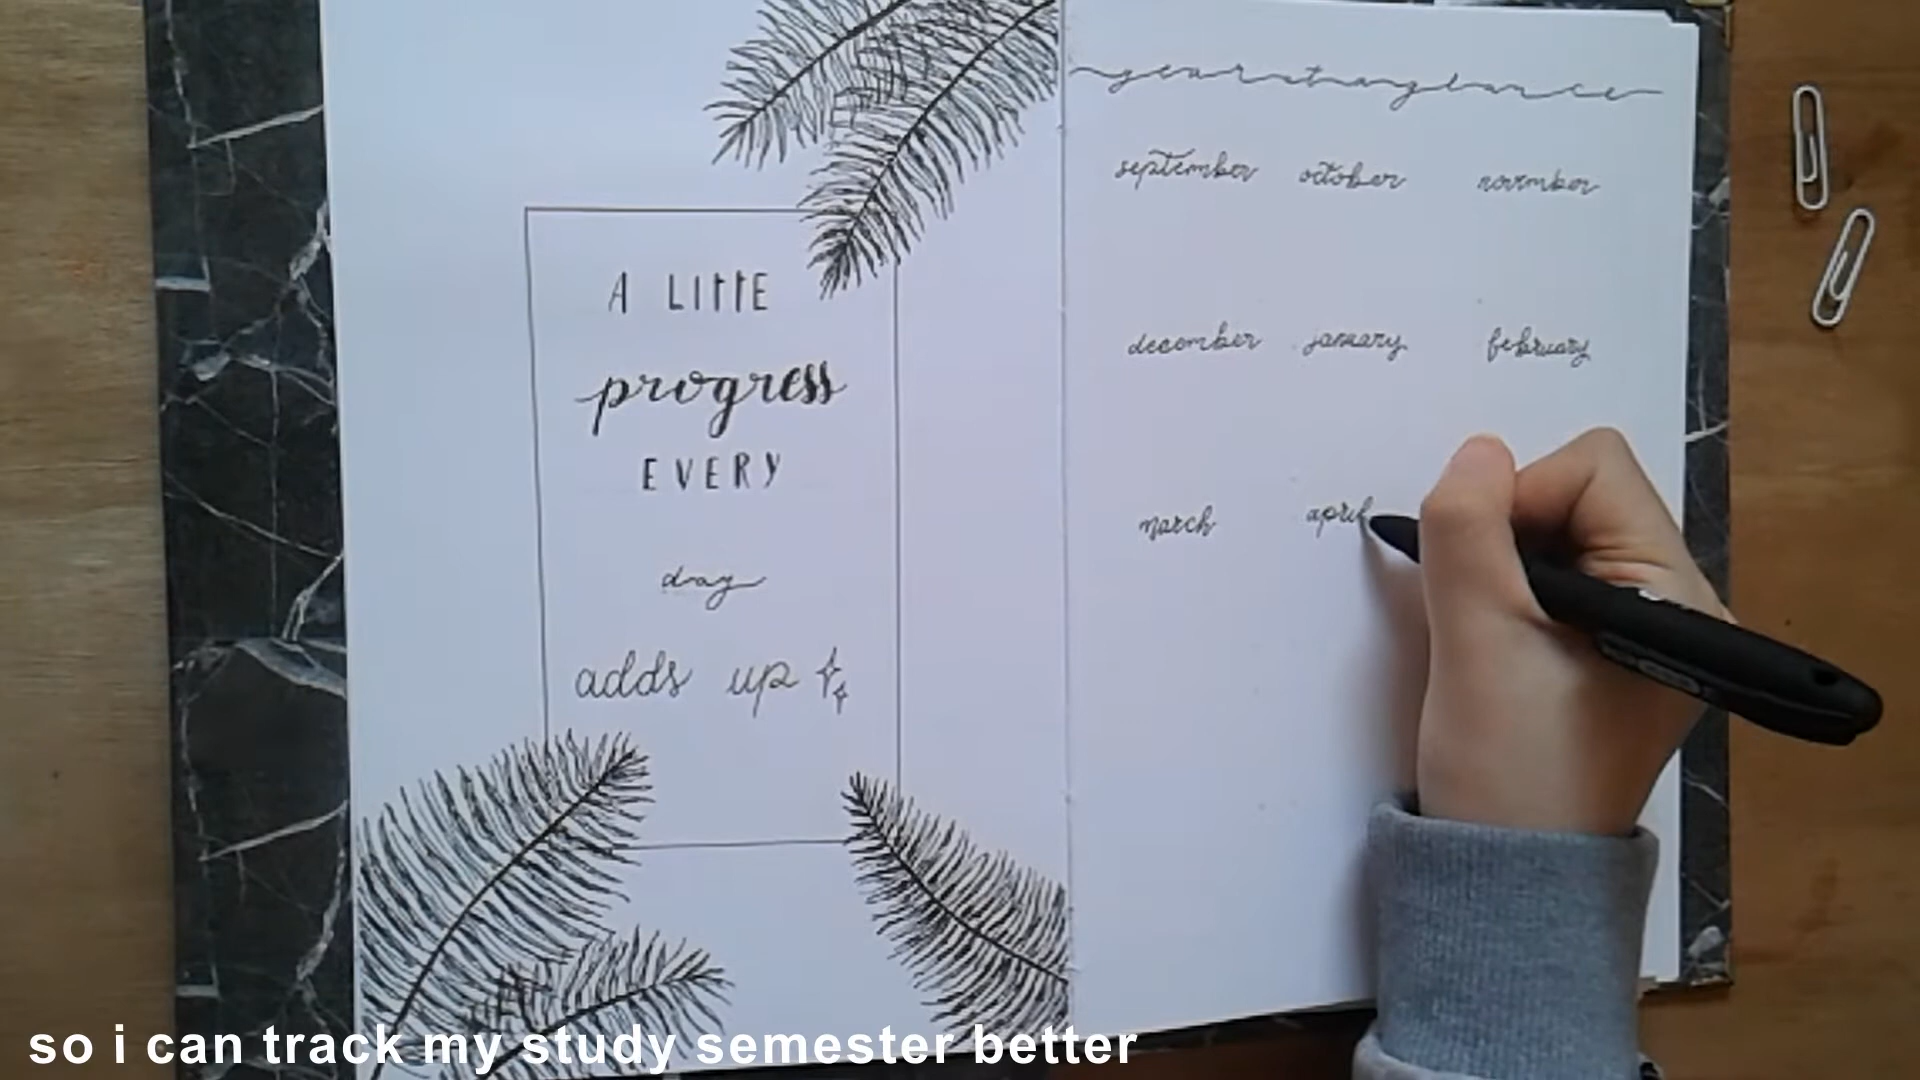 A LITTE
progress
EVERY
day
adds up
year at a glance
september october november
december january february
march april
so i can track my study semester better